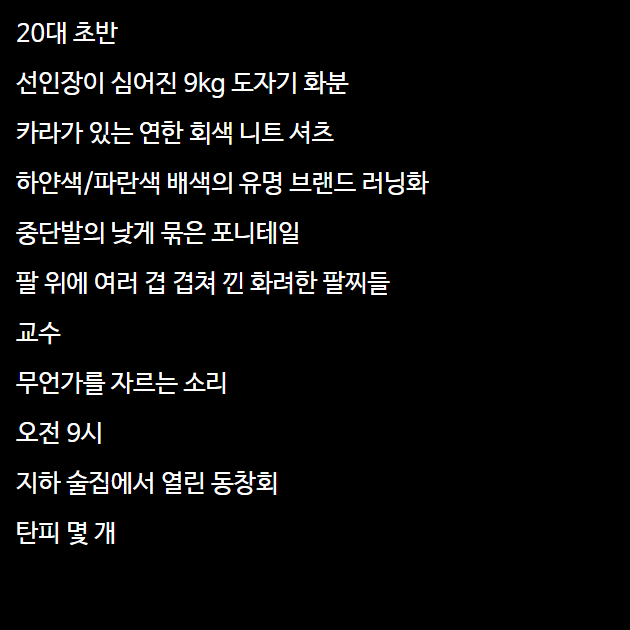 20대 초반
선인장이 심어진 9kg 도자기 화분
카라가 있는 연한 회색 니트 셔츠
하얀색/파란색 배색의 유명 브랜드 러닝화
중단발의 낮게 묶은 포니테일
팔 위에 여러 겹 겹쳐 낀 화려한 팔찌들
교수
무언가를 자르는 소리
오전 9시
지하 술집에서 열린 동창회
탄피 몇 개